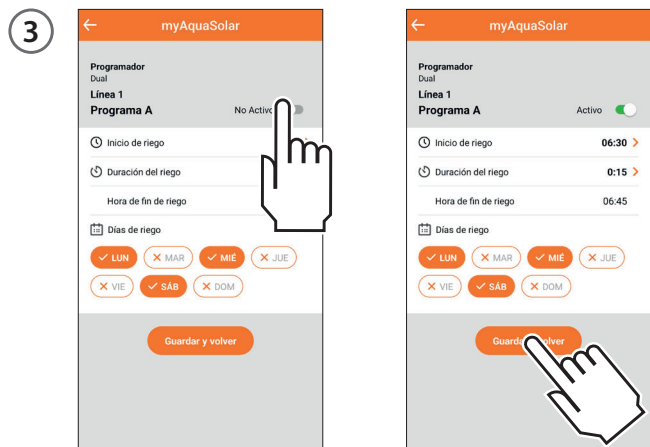 3
myAquaSolar
Programador
Dual
Línea 1
Programa A No Activo
Inicio de riego
Duración del riego
Hora de fin de riego
Días de riego
LUN MAR MIÉ JUE
VIE SÁB DOM
Guardar y volver
myAquaSolar
Programador
Dual
Línea 1
Programa A Activo
Inicio de riego 06:30
Duración del riego 0:15
Hora de fin de riego 06:45
Días de riego
LUN MAR MIÉ JUE
VIE SÁB DOM
Guardar y volver